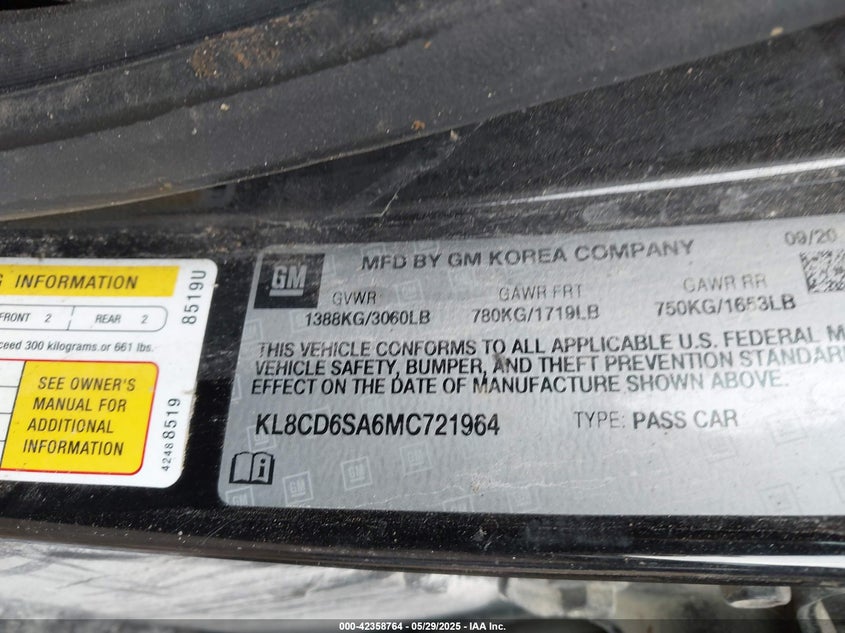 G INFORMATION
FRONT 2 REAR 2
ceed 300 kilograms or 661 lbs.
SEE OWNER'S
MANUAL FOR
ADDITIONAL
INFORMATION
8519U
42488519
GM
MFD BY GM KOREA COMPANY 09/20
GVWR GAWR FRT GAWR RR
1388KG/3060LB 780KG/1719LB 750KG/1653LB
THIS VEHICLE CONFORMS TO ALL APPLICABLE U.S. FEDERAL M
VEHICLE SAFETY, BUMPER, AND THEFT PREVENTION STANDARD
EFFECT ON THE DATE OF MANUFACTURE SHOWN ABOVE.
KL8CD6SA6MC721964 TYPE: PASS CAR
000-42358764 | 05/29/2025 - IAA Inc.